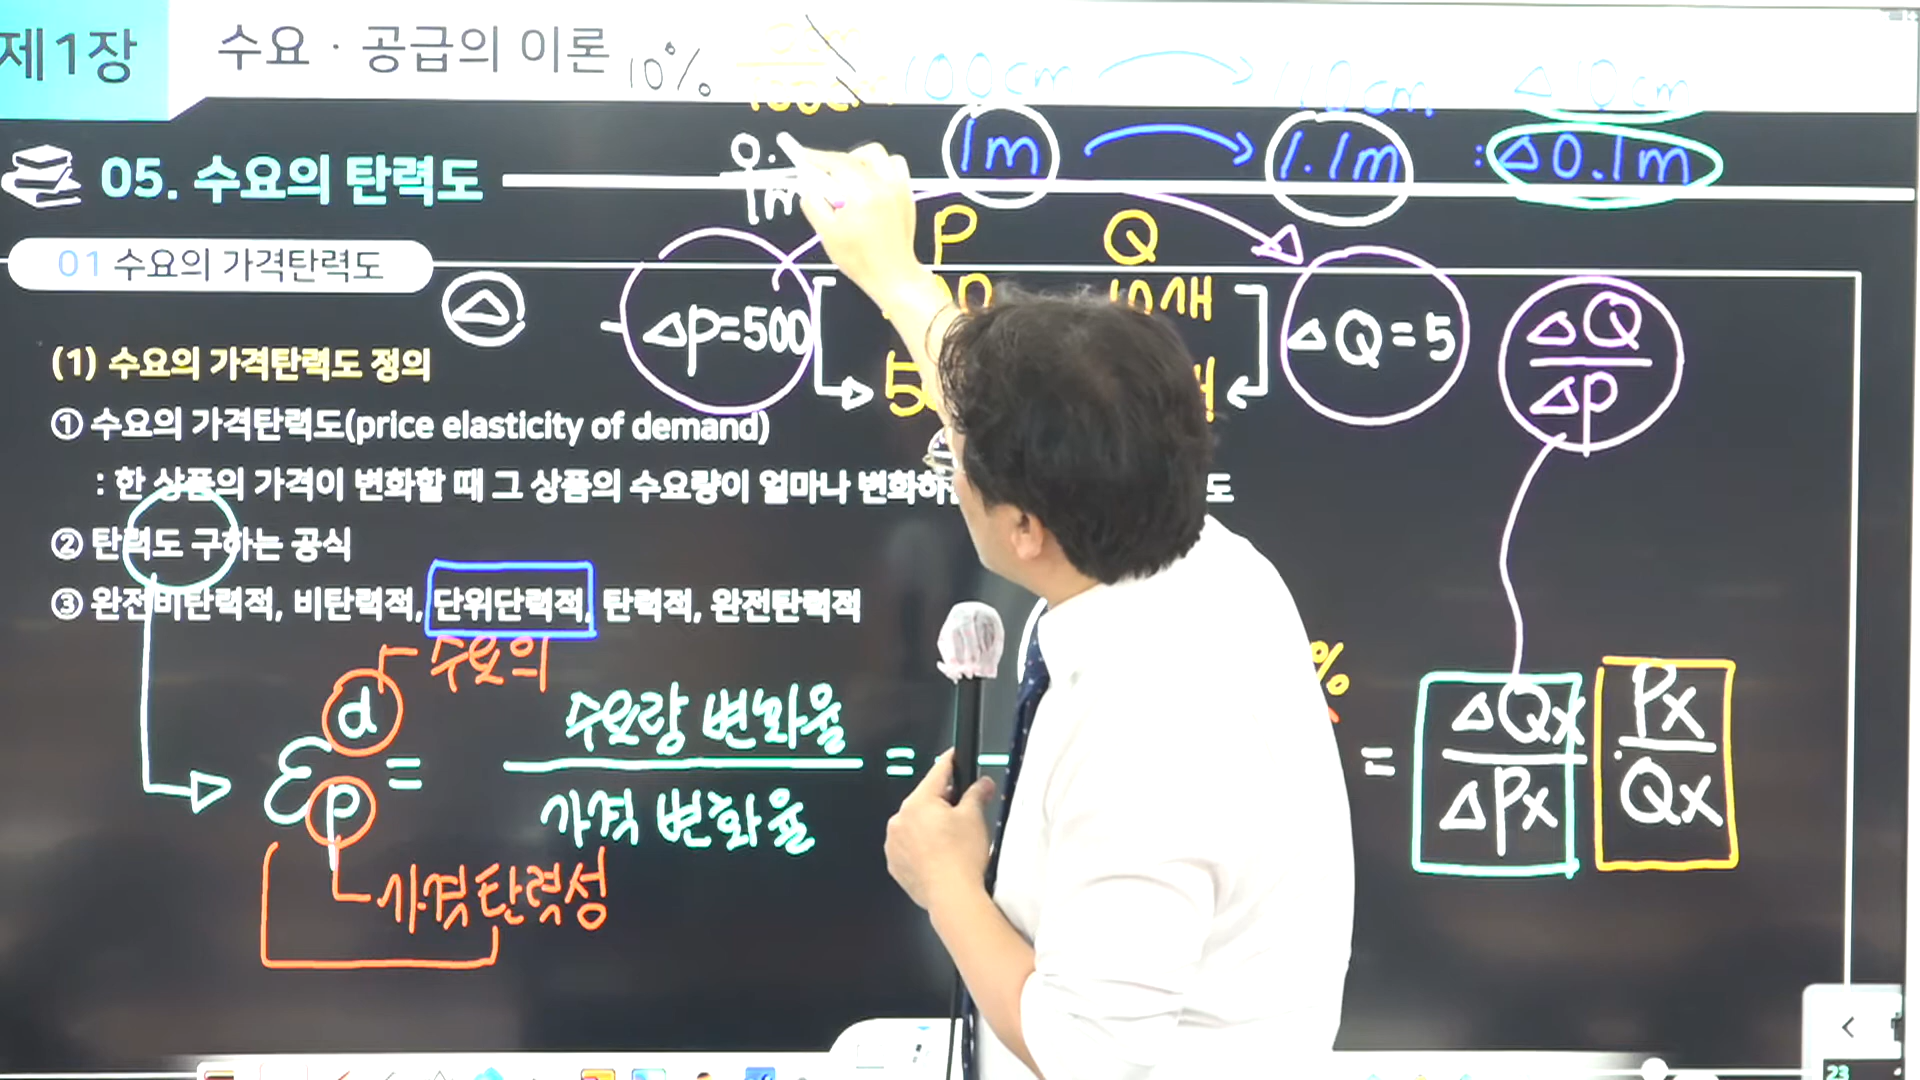 제1장
수요 · 공급의 이론
10%
100cm
110cm
△10cm
05. 수요의 탄력도
0.
1m
1m
1.1m
: △0.1m
P
Q
01 수요의 가격탄력도
△
△P=500
10개
△Q=5
△Q
△P
(1) 수요의 가격탄력도 정의
① 수요의 가격탄력도(price elasticity of demand)
: 한 상품의 가격이 변화할 때 그 상품의 수요량이 얼마나 변화하는
도
② 탄력도 구하는 공식
③ 완전비탄력적, 비탄력적, 단위단력적, 탄력적, 완전탄력적
수요의
d
ε
p
=
수요량 변화율
가격 변화율
=
%
=
△Qx
△Px
Px
Qx
가격탄력성
23